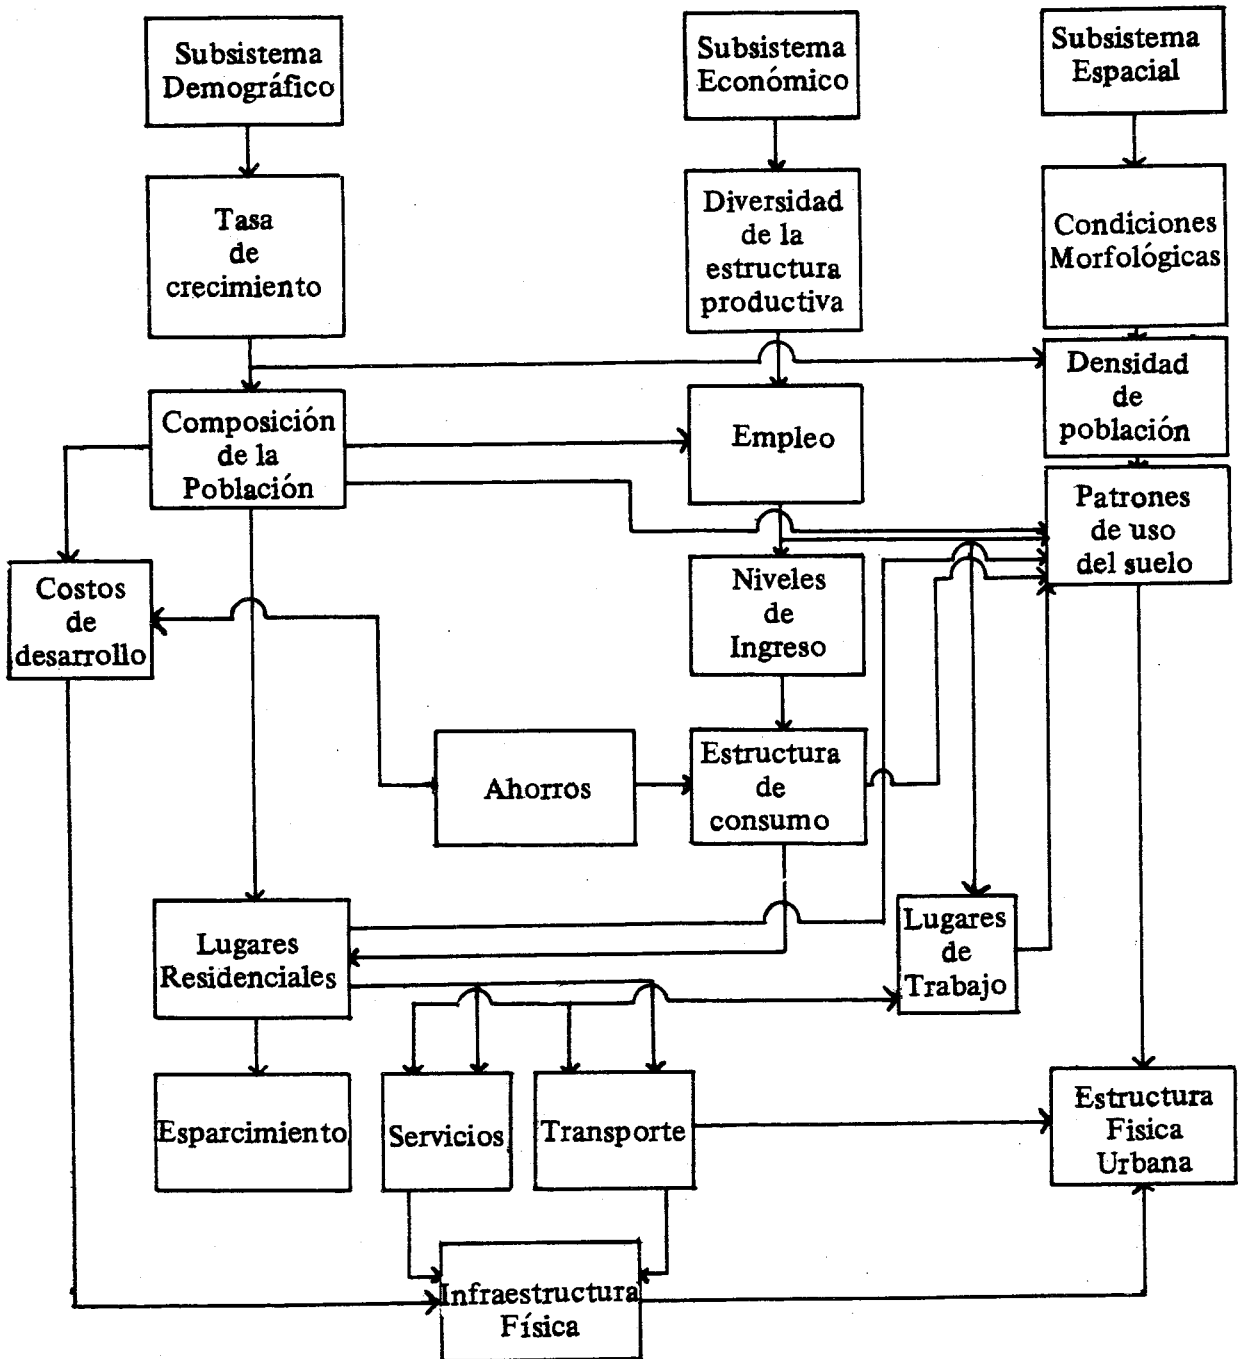 Subsistema
Demográfico
Subsistema
Económico
Subsistema
Espacial
Tasa
de
crecimiento
Diversidad
de la
estructura
productiva
Condiciones
Morfológicas
Densidad
de
población
Composición
de la
Población
Empleo
Patrones
de uso
del suelo
Costos
de
desarrollo
Niveles
de
Ingreso
Ahorros
Estructura
de
consumo
Lugares
Residenciales
Lugares
de
Trabajo
Esparcimiento
Servicios
Transporte
Estructura
Fisica
Urbana
Infraestructura
Física